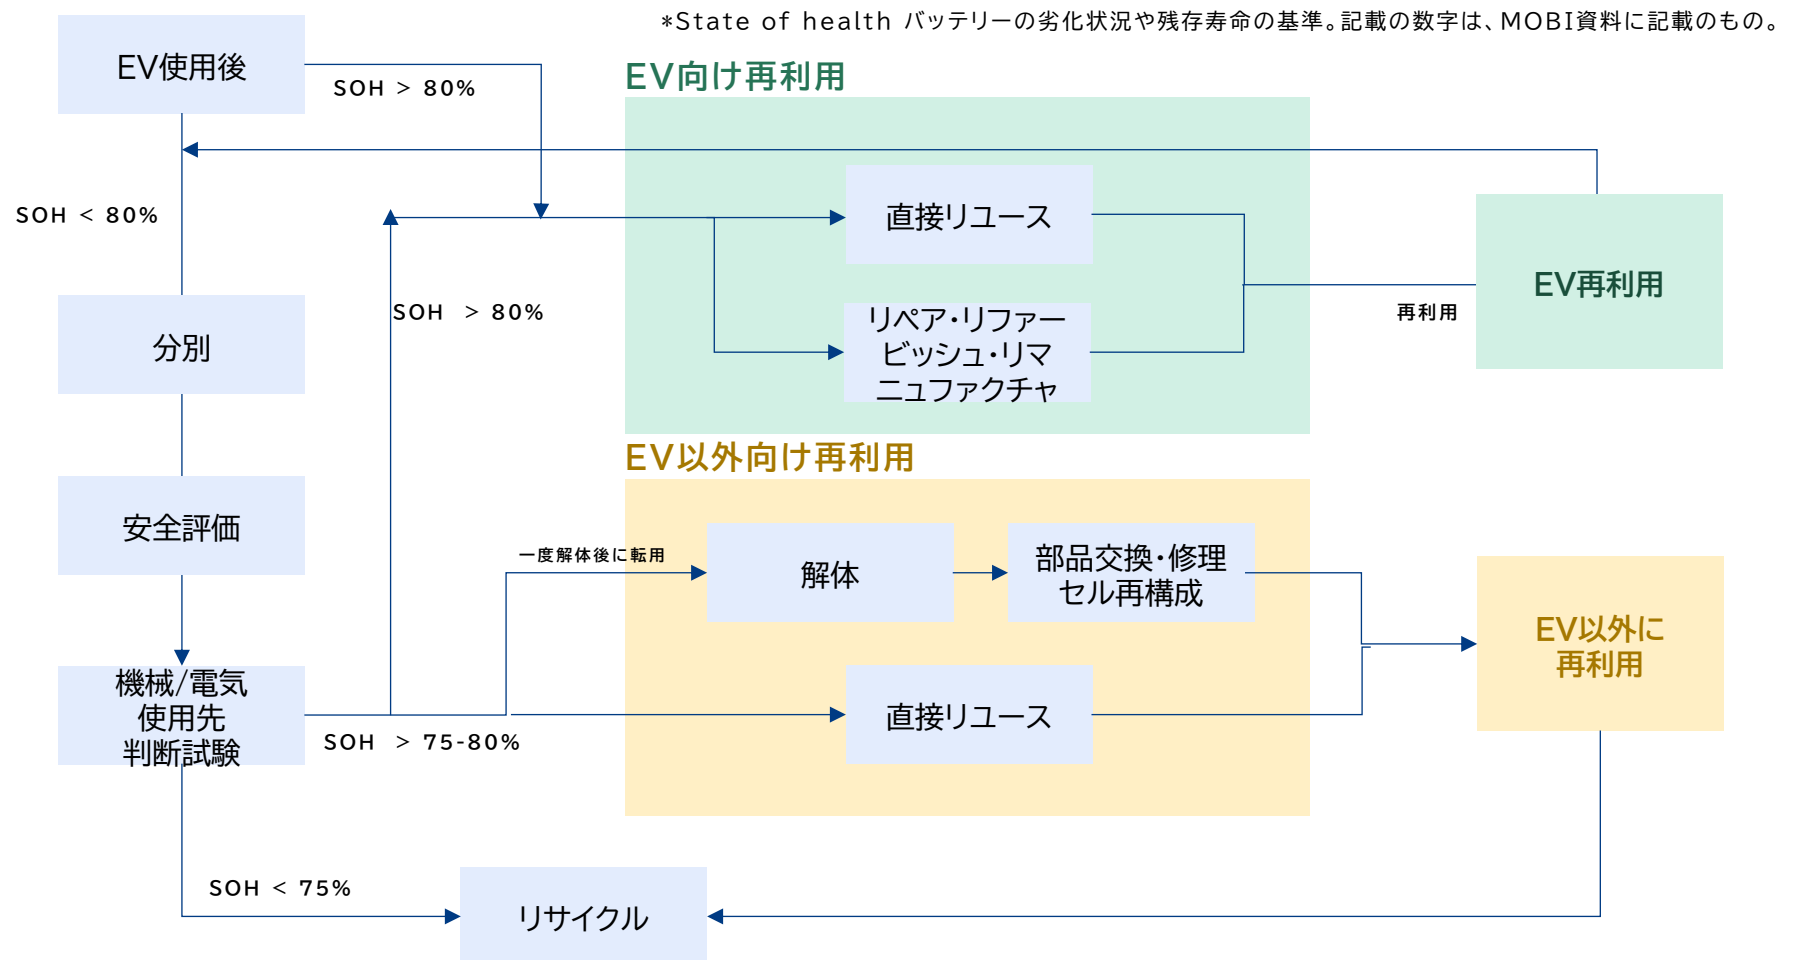 *State of health バッテリーの劣化状況や残存寿命の基準。記載の数字は、MOBI資料に記載のもの。
EV使用後
SOH > 80%
EV向け再利用
SOH < 80%
直接リユース
EV再利用
再利用
分別
SOH > 80%
リペア・リファー
ビッシュ・リマ
ニュファクチャ
EV以外向け再利用
安全評価
一度解体後に転用
解体
部品交換・修理
セル再構成
EV以外に
再利用
機械/電気
使用先
判断試験
SOH > 75-80%
直接リユース
SOH < 75%
リサイクル